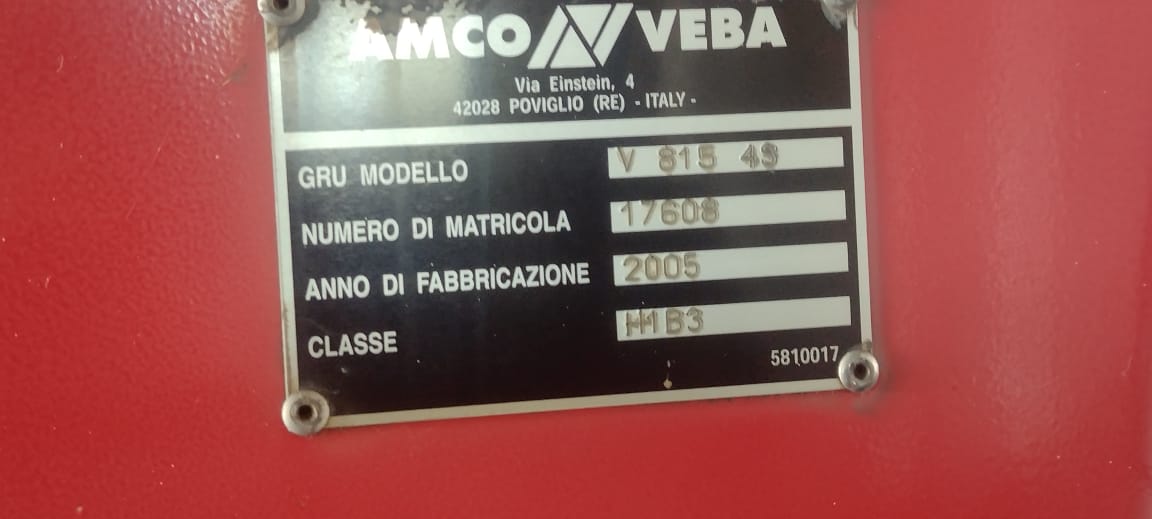 AMCO VEBA
Via Einstein, 4
42028 POVIGLIO (RE) - ITALY -
GRU MODELLO V 815 4S
NUMERO DI MATRICOLA 17608
ANNO DI FABBRICAZIONE 2005
CLASSE H1B3
5810017